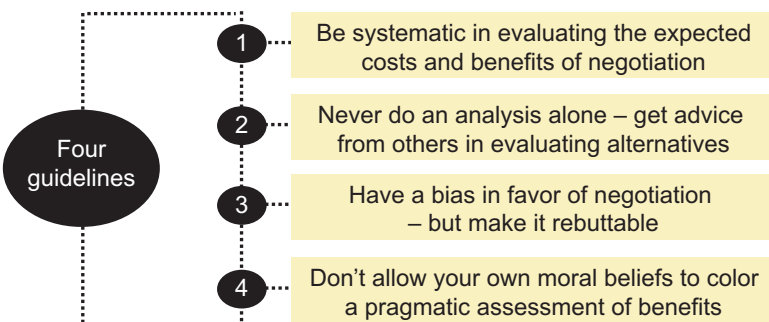 Four
guidelines
1
Be systematic in evaluating the expected
costs and benefits of negotiation
2
Never do an analysis alone – get advice
from others in evaluating alternatives
3
Have a bias in favor of negotiation
– but make it rebuttable
4
Don't allow your own moral beliefs to color
a pragmatic assessment of benefits